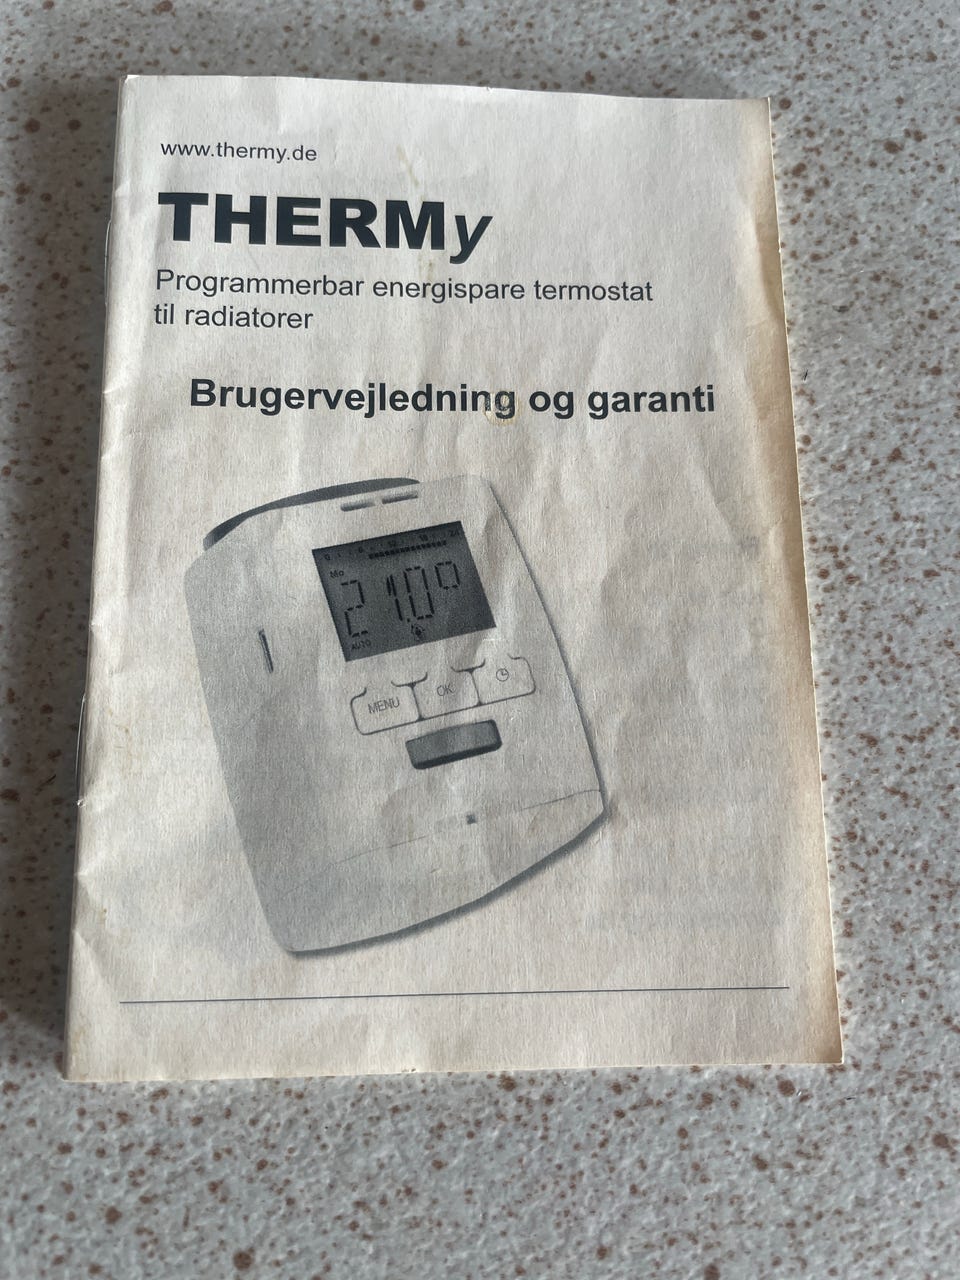 www.thermy.de
THERMy
Programmerbar energispare termostat
til radiatorer
Brugervejledning og garanti
Mo
21.0°
AUTO
MENU OK